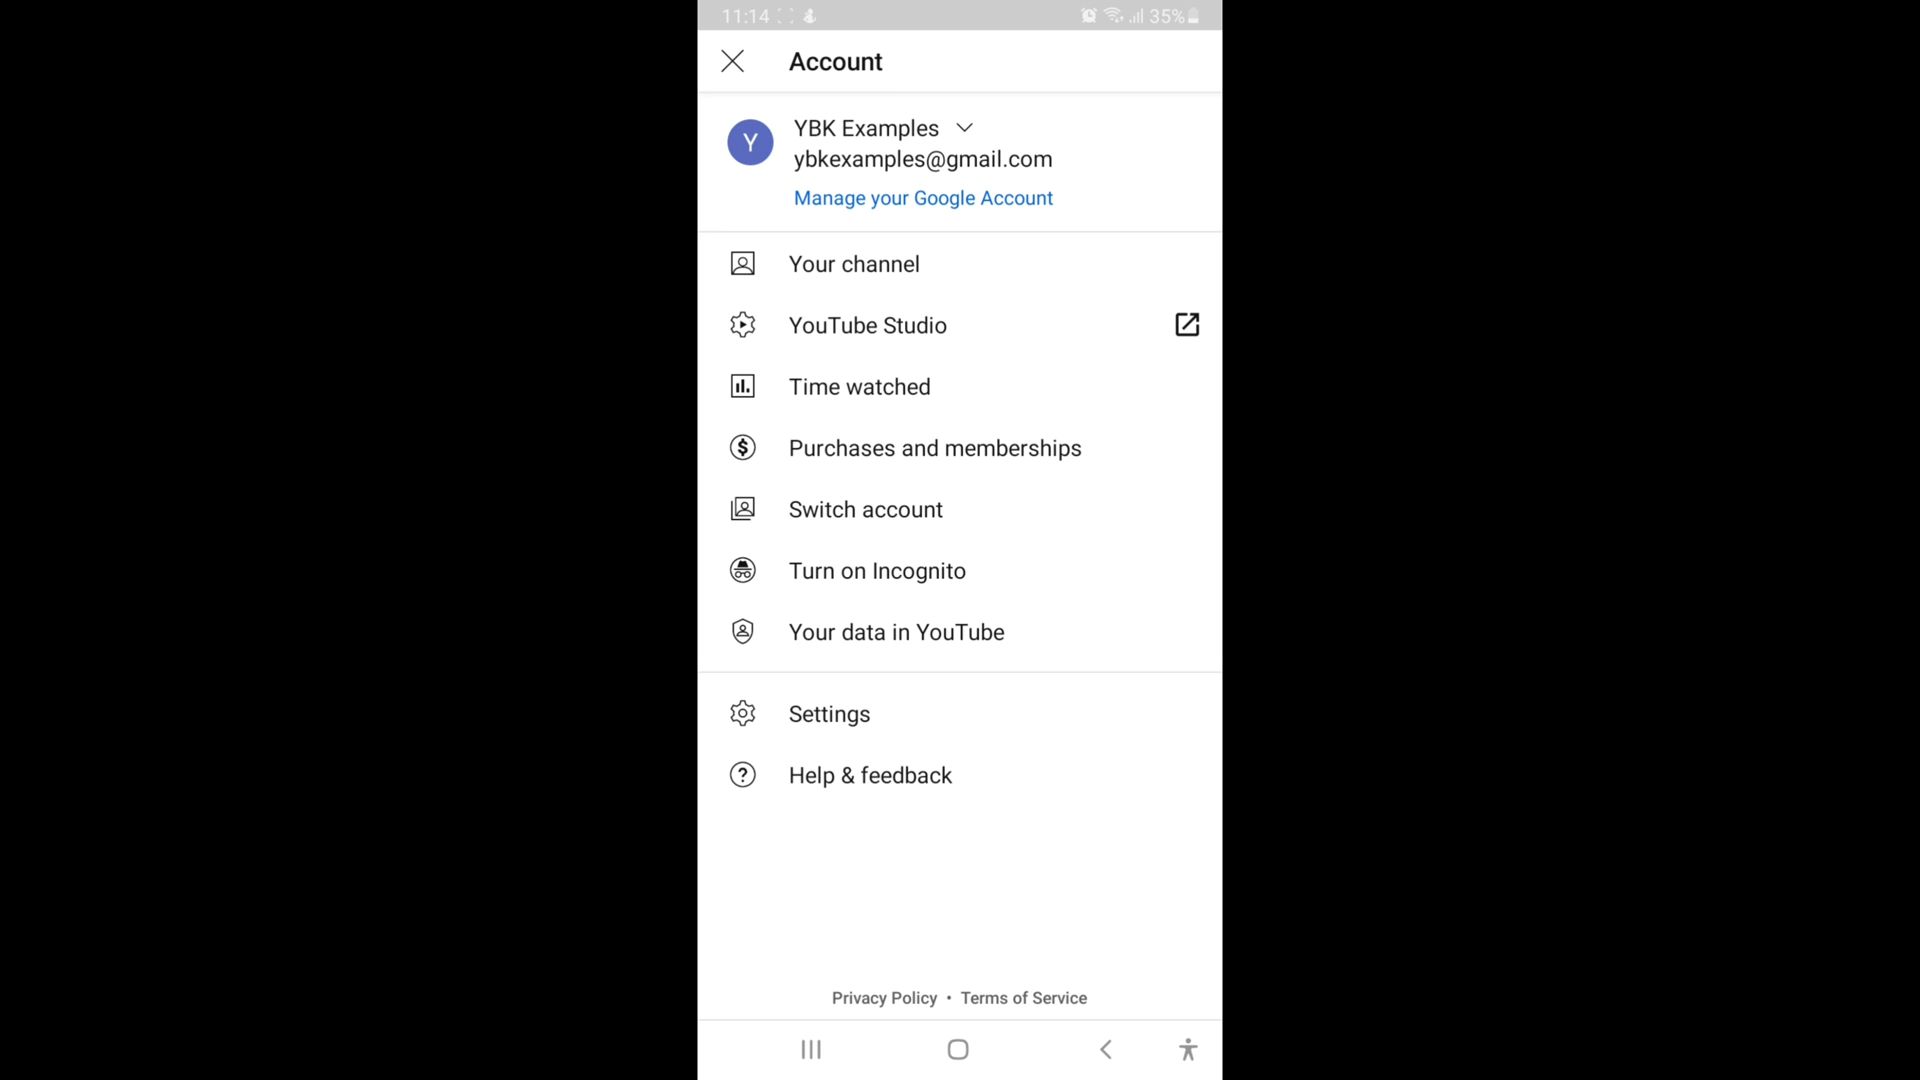 11:14 35%
Account
Y
YBK Examples
ybkexamples@gmail.com
Manage your Google Account
Your channel
YouTube Studio
Time watched
Purchases and memberships
Switch account
Turn on Incognito
Your data in YouTube
Settings
Help & feedback
Privacy Policy • Terms of Service